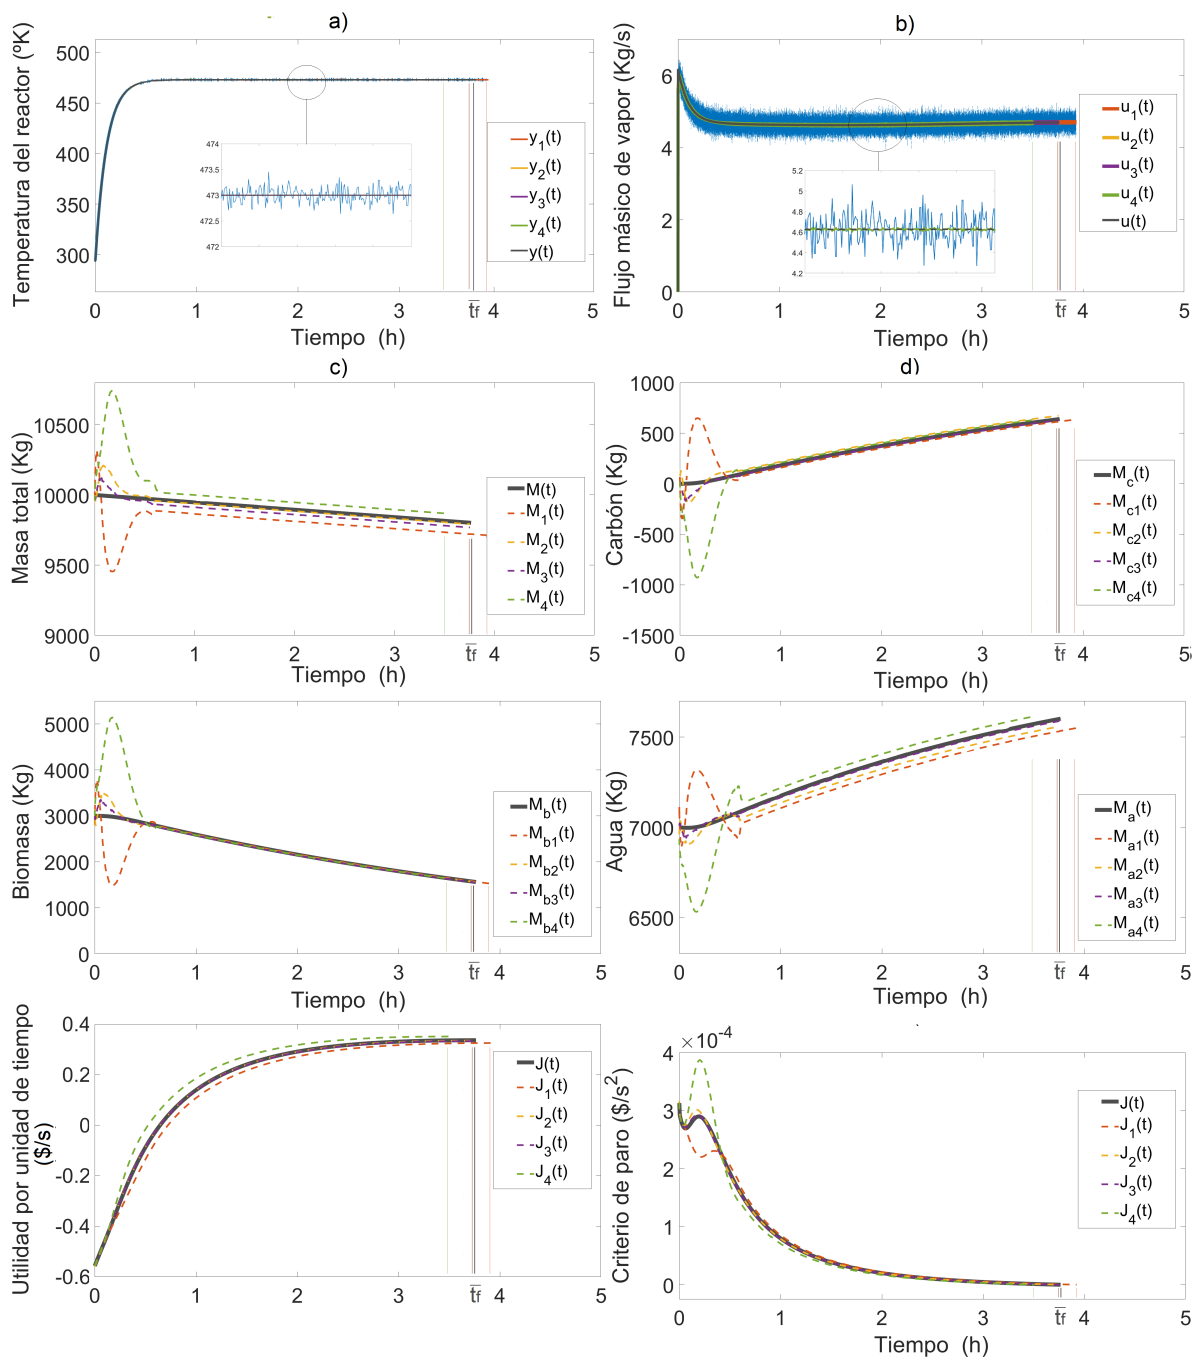 a)
Temperatura del reactor (ºK)
500
450
400
350
300
474
473.5
473
472.5
472
y1(t)
y2(t)
y3(t)
y4(t)
y(t)
0 1 2 3 t̅f 4 5
Tiempo (h)
b)
Flujo másico de vapor (Kg/s)
6
4
2
0
5.2
5
4.8
4.6
4.4
4.2
u1(t)
u2(t)
u3(t)
u4(t)
u(t)
0 1 2 3 t̅f 4 5
Tiempo (h)
c)
Masa total (Kg)
10500
10000
9500
9000
M(t)
M1(t)
M2(t)
M3(t)
M4(t)
0 1 2 3 t̅f 4 5
Tiempo (h)
d)
Carbón (Kg)
1000
500
0
-500
-1000
-1500
Mc(t)
Mc1(t)
Mc2(t)
Mc3(t)
Mc4(t)
0 1 2 3 t̅f 4 5
Tiempo (h)
Biomasa (Kg)
5000
4000
3000
2000
1000
0
Mb(t)
Mb1(t)
Mb2(t)
Mb3(t)
Mb4(t)
0 1 2 3 t̅f 4 5
Tiempo (h)
Agua (Kg)
7500
7000
6500
Ma(t)
Ma1(t)
Ma2(t)
Ma3(t)
Ma4(t)
0 1 2 3 t̅f 4 5
Tiempo (h)
Utilidad por unidad de tiempo
($/s)
0.4
0.2
0
-0.2
-0.4
-0.6
J(t)
J1(t)
J2(t)
J3(t)
J4(t)
0 1 2 3 t̅f 4 5
Tiempo (h)
Criterio de paro ($/s²)
×10⁻⁴
4
3
2
1
0
J(t)
J1(t)
J2(t)
J3(t)
J4(t)
0 1 2 3 t̅f 4 5
Tiempo (h)